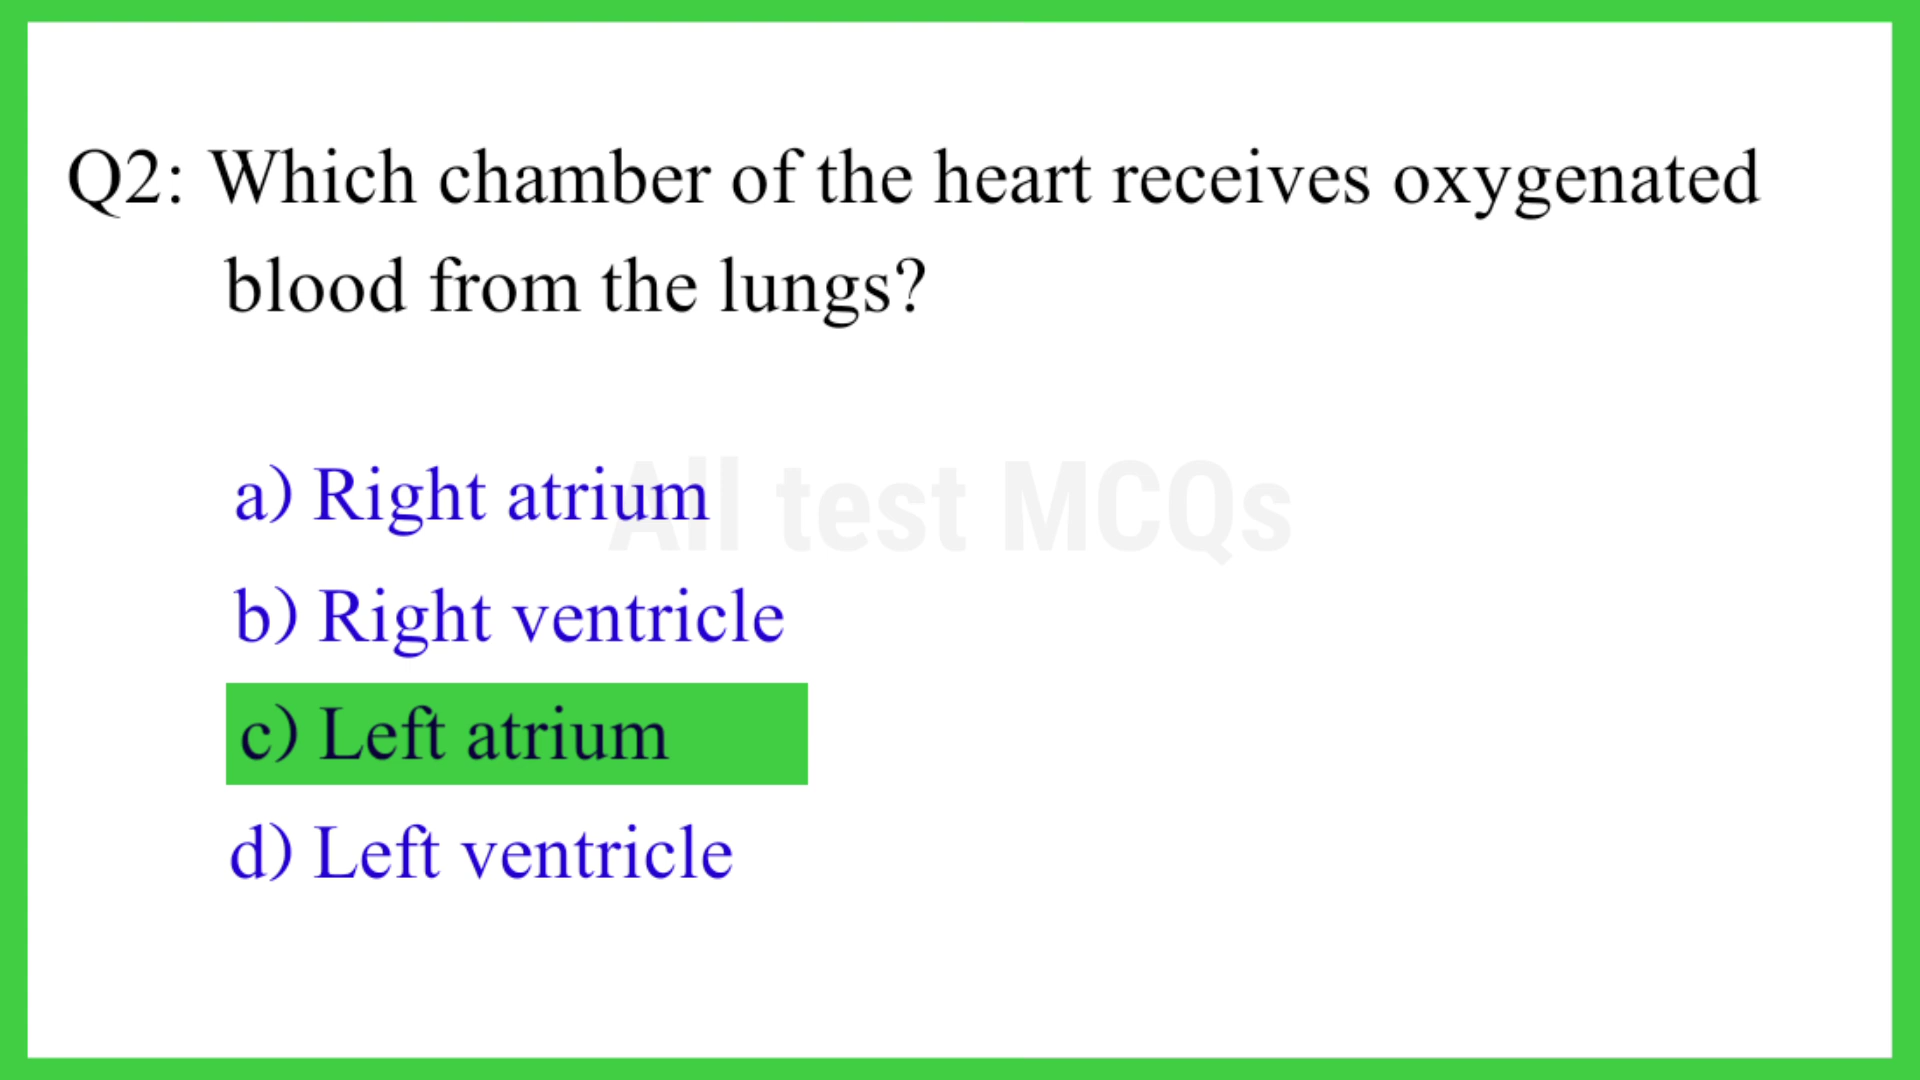 Q2: Which chamber of the heart receives oxygenated
blood from the lungs?
All test MCQs
a) Right atrium
b) Right ventricle
c) Left atrium
d) Left ventricle